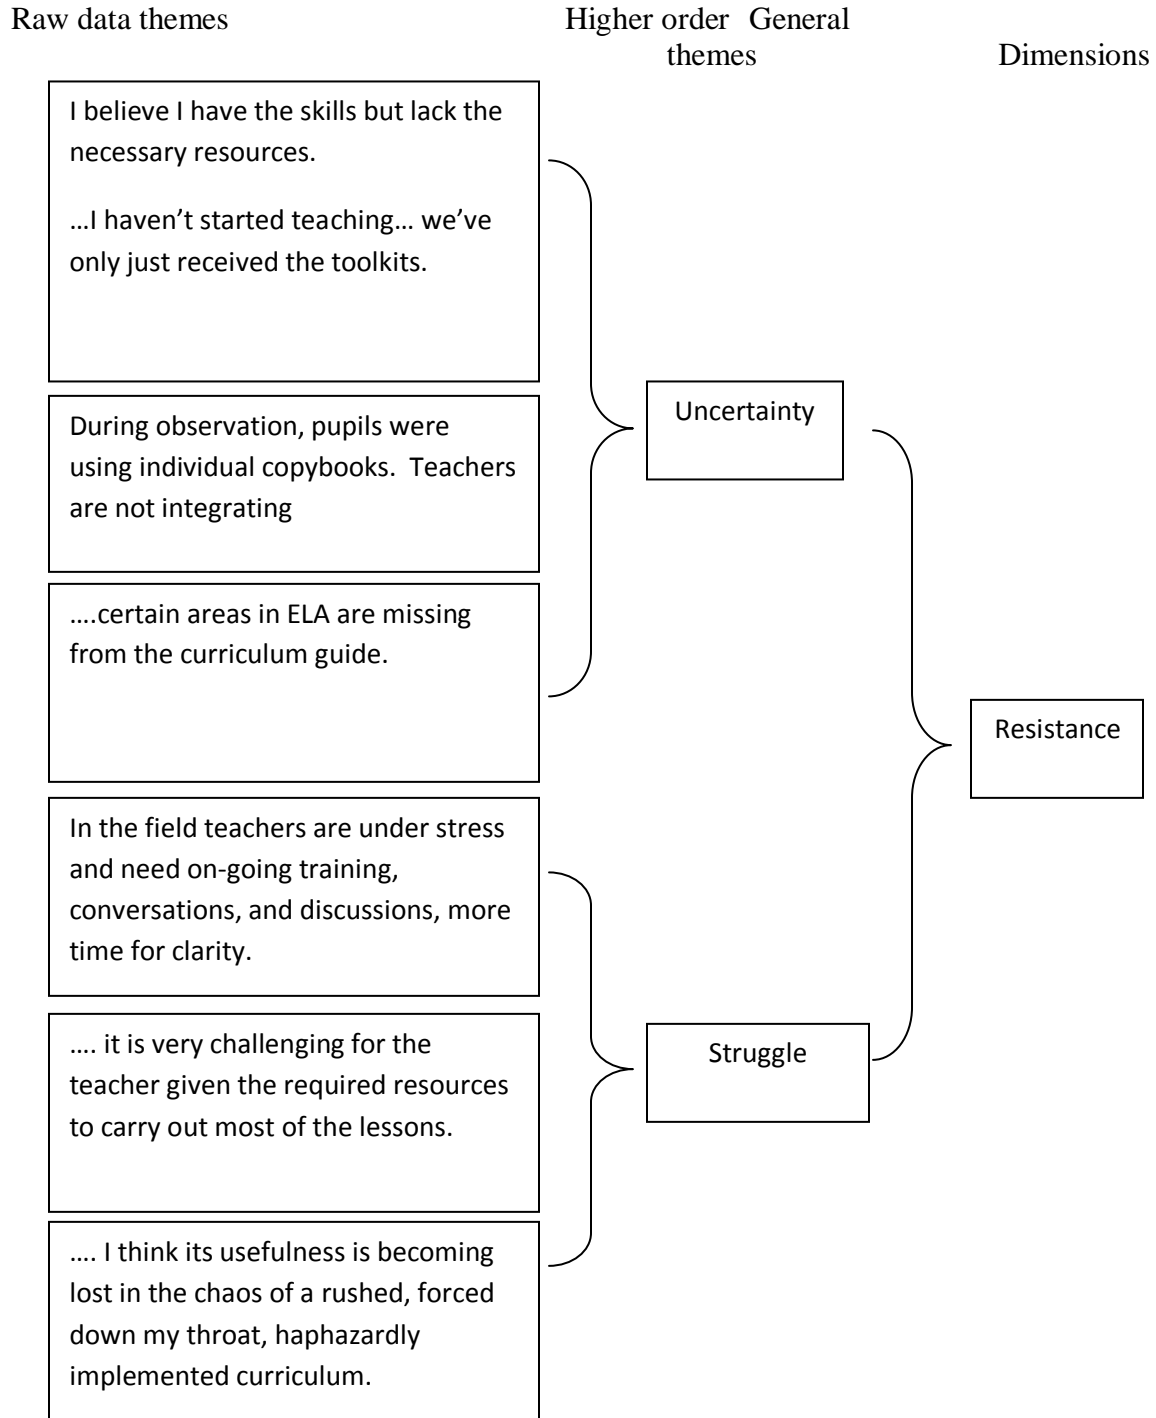 Raw data themes
Higher order General
themes
Dimensions
I believe I have the skills but lack the
necessary resources.
…I haven’t started teaching… we’ve
only just received the toolkits.
During observation, pupils were
using individual copybooks.  Teachers
are not integrating
….certain areas in ELA are missing
from the curriculum guide.
Uncertainty
In the field teachers are under stress
and need on-going training,
conversations, and discussions, more
time for clarity.
…. it is very challenging for the
teacher given the required resources
to carry out most of the lessons.
…. I think its usefulness is becoming
lost in the chaos of a rushed, forced
down my throat, haphazardly
implemented curriculum.
Struggle
Resistance